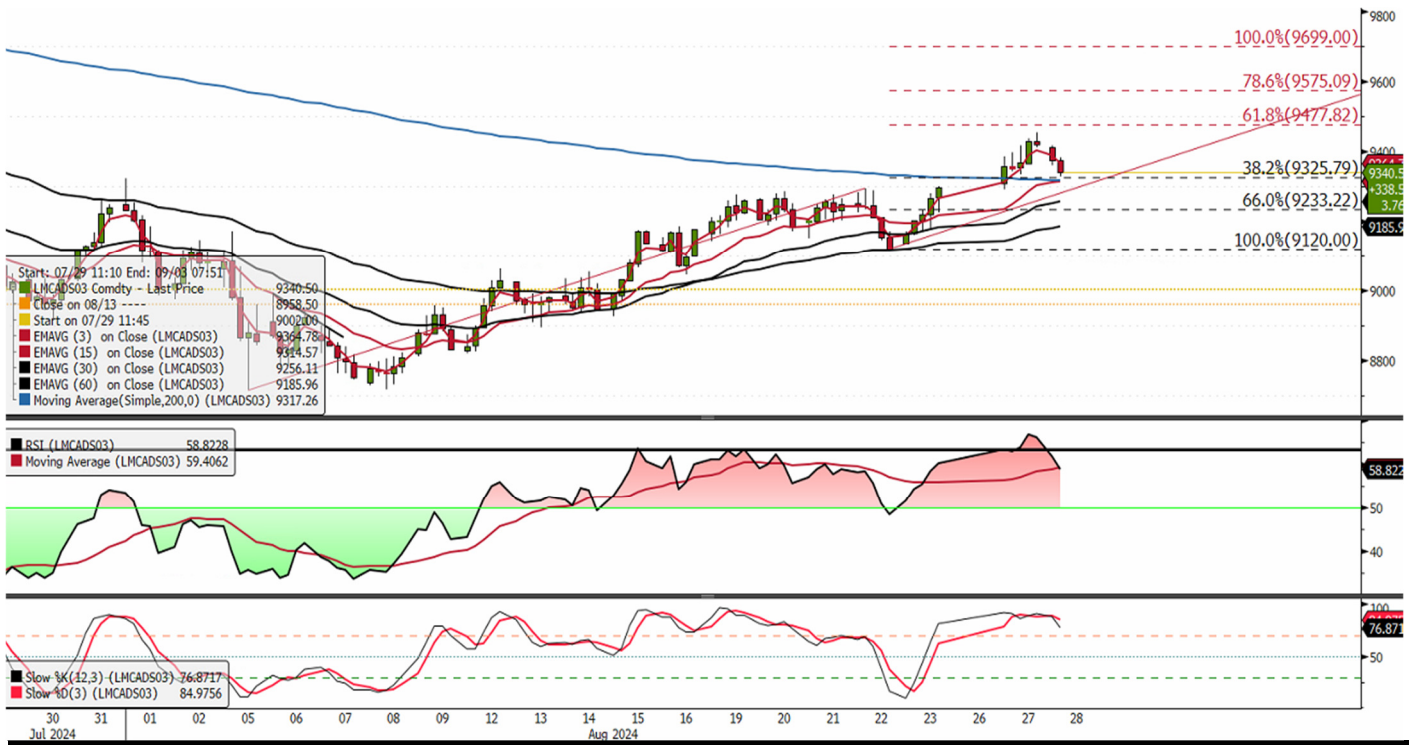 9800
100.0%(9699.00)
9600
78.6%(9575.09)
61.8%(9477.82)
9400
38.2%(9325.79)
9340.5
+338.5
3.76
66.0%(9233.22)
9185.9
100.0%(9120.00)
9000
8800
Start: 07/29 11:10 End: 09/03 07:51
LMCADS03 Comdty - Last Price 9340.50
Close on 08/13 ---- 8958.50
Start on 07/29 11:45 9002.00
EMAVG (3) on Close (LMCADS03) 9364.78
EMAVG (15) on Close (LMCADS03) 9314.57
EMAVG (30) on Close (LMCADS03) 9256.11
EMAVG (60) on Close (LMCADS03) 9185.96
Moving Average(Simple,200,0) (LMCADS03) 9317.26
RSI (LMCADS03) 58.8228
Moving Average (LMCADS03) 59.4062
58.822
50
40
100
76.871
50
Slow %K(12,3) (LMCADS03) 76.8717
Slow %D(3) (LMCADS03) 84.9756
30 31 01 02 05 06 07 08 09 12 13 14 15 16 19 20 21 22 23 26 27 28
Jul 2024 Aug 2024